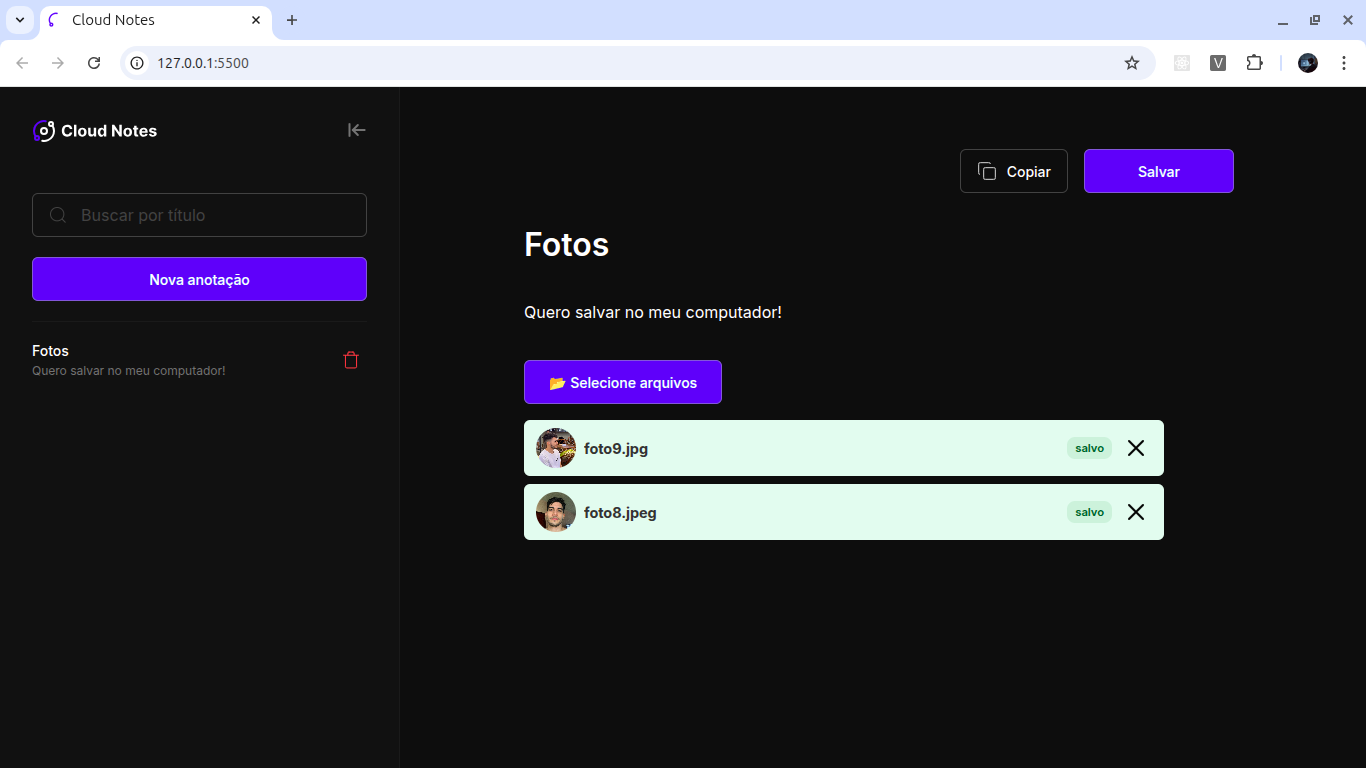 Cloud Notes
127.0.0.1:5500
V
Cloud Notes
Buscar por título
Nova anotação
Fotos
Quero salvar no meu computador!
Copiar
Salvar
Fotos
Quero salvar no meu computador!
📂 Selecione arquivos
foto9.jpg salvo
foto8.jpeg salvo